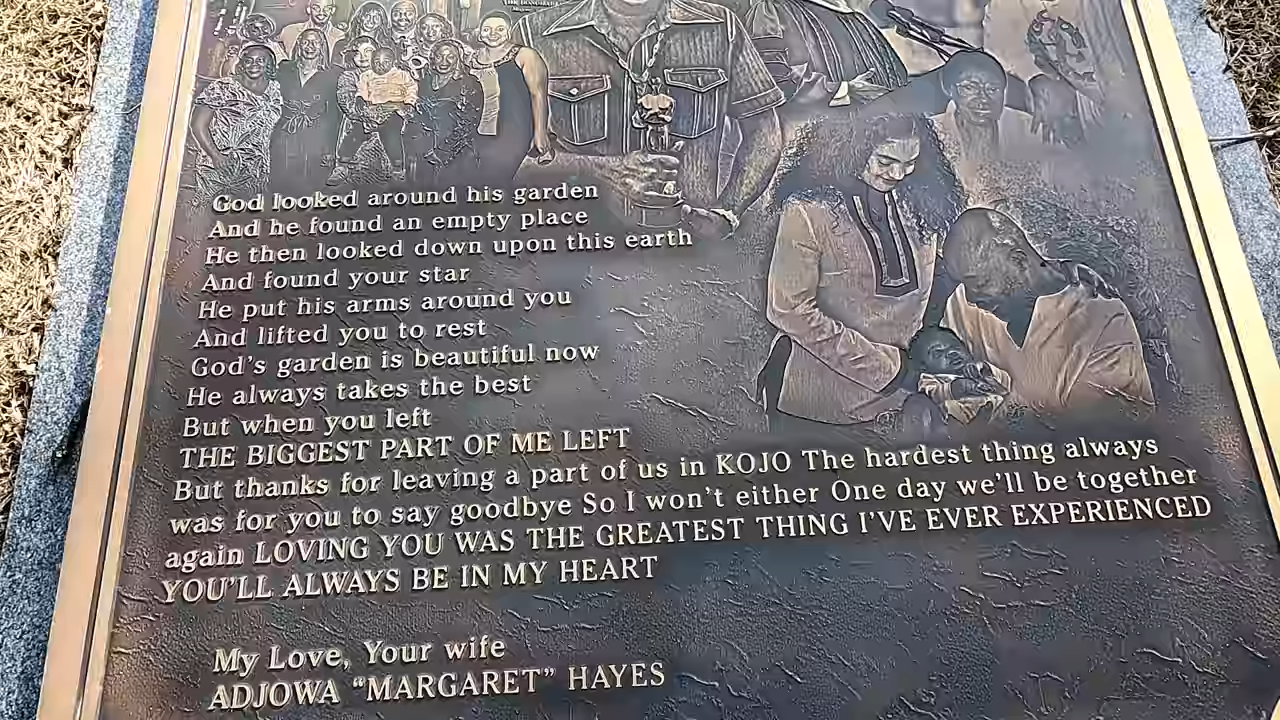 God looked around his garden
And he found an empty place
He then looked down upon this earth
And found your star
He put his arms around you
And lifted you to rest
God's garden is beautiful now
He always takes the best
But when you left
THE BIGGEST PART OF ME LEFT
But thanks for leaving a part of us in KOJO The hardest thing always
was for you to say goodbye So I won't either One day we'll be together
again LOVING YOU WAS THE GREATEST THING I'VE EVER EXPERIENCED
YOU'LL ALWAYS BE IN MY HEART
My Love, Your wife
ADJOWA "MARGARET" HAYES